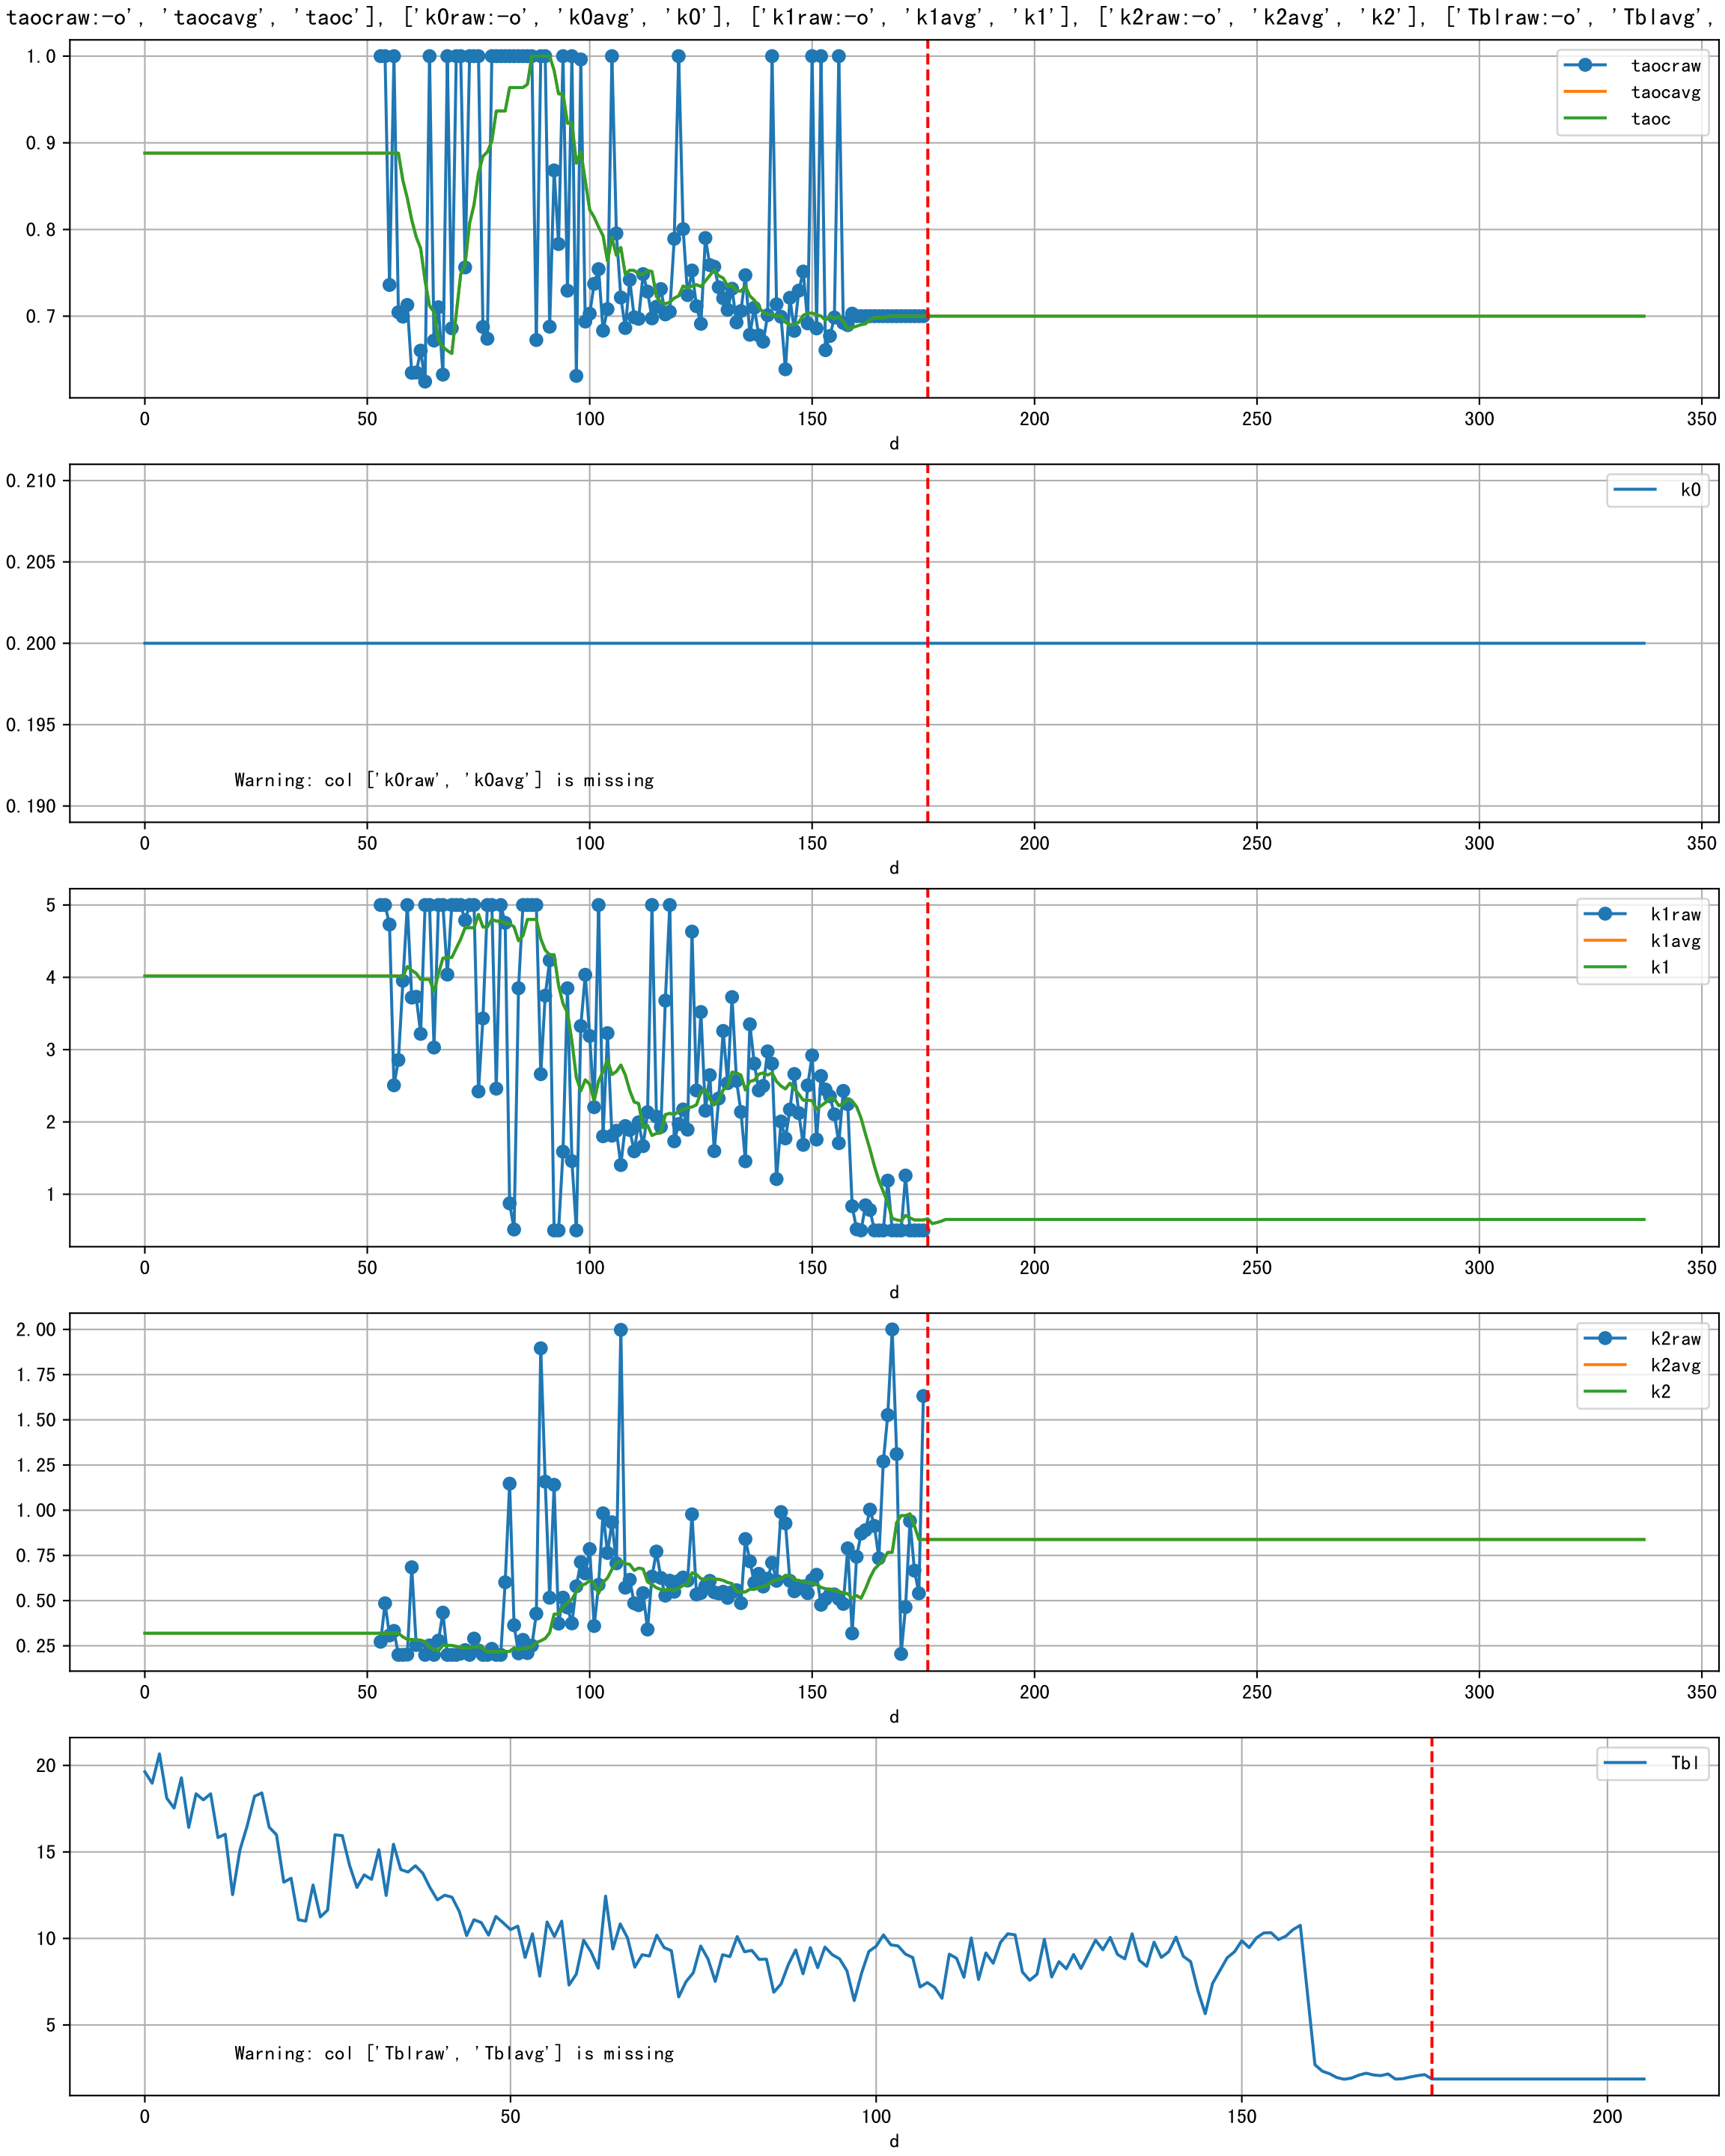 taocraw:-o', 'taocavg', 'taoc'], ['k0raw:-o', 'k0avg', 'k0'], ['k1raw:-o', 'k1avg', 'k1'], ['k2raw:-o', 'k2avg', 'k2'], ['Tblraw:-o', 'Tblavg',
1.0
0.9
0.8
0.7
taocraw
taocavg
taoc
0 50 100 150 200 250 300 350
d
0.210
0.205
0.200
0.195
0.190
k0
Warning: col ['k0raw', 'k0avg'] is missing
0 50 100 150 200 250 300 350
d
5
4
3
2
1
k1raw
k1avg
k1
0 50 100 150 200 250 300 350
d
2.00
1.75
1.50
1.25
1.00
0.75
0.50
0.25
k2raw
k2avg
k2
0 50 100 150 200 250 300 350
d
20
15
10
5
Tbl
Warning: col ['Tblraw', 'Tblavg'] is missing
0 50 100 150 200
d